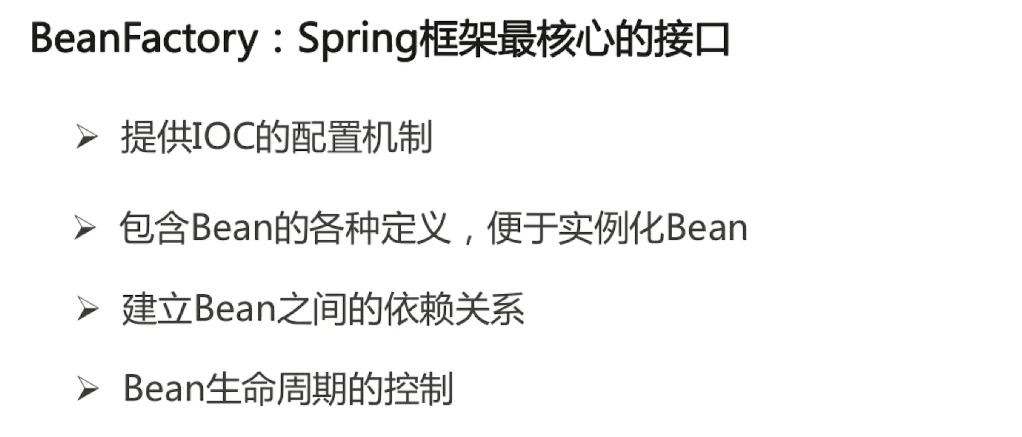 BeanFactory：Spring框架最核心的接口
➢ 提供IOC的配置机制
➢ 包含Bean的各种定义，便于实例化Bean
➢ 建立Bean之间的依赖关系
➢ Bean生命周期的控制